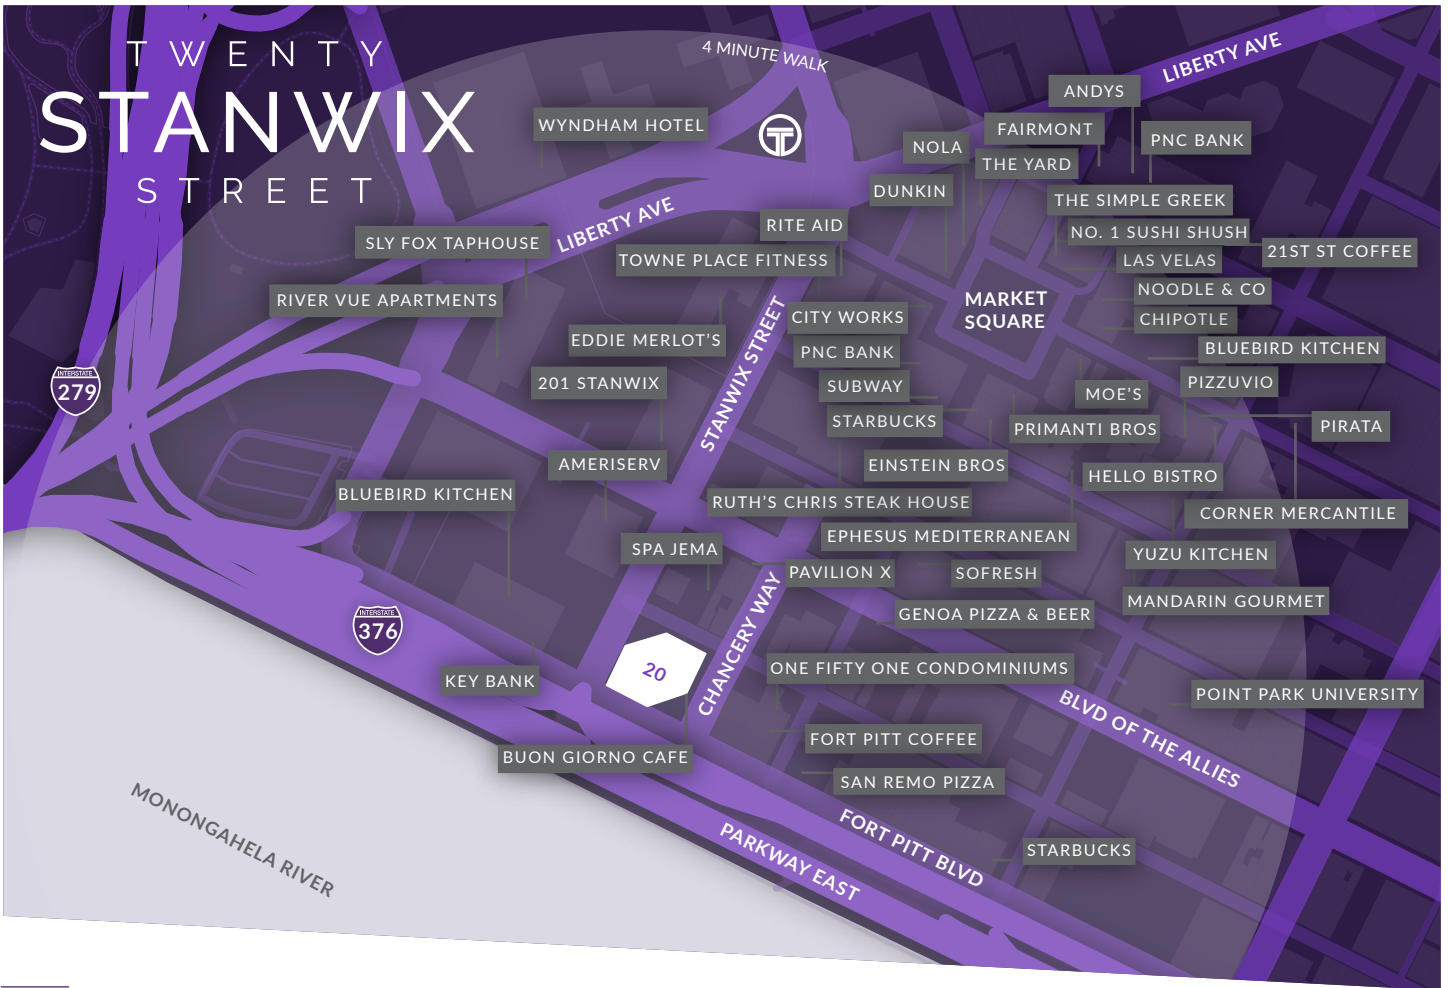 TWENTY
STANWIX
STREET
4 MINUTE WALK
LIBERTY AVE
ANDYS
WYNDHAM HOTEL
T
FAIRMONT
PNC BANK
NOLA
THE YARD
DUNKIN
THE SIMPLE GREEK
RITE AID
LIBERTY AVE
NO. 1 SUSHI SHUSH
SLY FOX TAPHOUSE
21ST ST COFFEE
TOWNE PLACE FITNESS
LAS VELAS
NOODLE & CO
RIVER VUE APARTMENTS
MARKET
SQUARE
CITY WORKS
CHIPOTLE
EDDIE MERLOT'S
STANWIX STREET
PNC BANK
BLUEBIRD KITCHEN
INTERSTATE
279
201 STANWIX
SUBWAY
PIZZUVIO
MOE'S
STARBUCKS
PRIMANTI BROS
PIRATA
AMERISERV
EINSTEIN BROS
HELLO BISTRO
BLUEBIRD KITCHEN
RUTH'S CHRIS STEAK HOUSE
CORNER MERCANTILE
EPHESUS MEDITERRANEAN
SPA JEMA
YUZU KITCHEN
PAVILION X
SOFRESH
MANDARIN GOURMET
GENOA PIZZA & BEER
INTERSTATE
376
CHANCERY WAY
20
ONE FIFTY ONE CONDOMINIUMS
KEY BANK
POINT PARK UNIVERSITY
BLVD OF THE ALLIES
FORT PITT COFFEE
BUON GIORNO CAFE
SAN REMO PIZZA
MONONGAHELA RIVER
FORT PITT BLVD
PARKWAY EAST
STARBUCKS